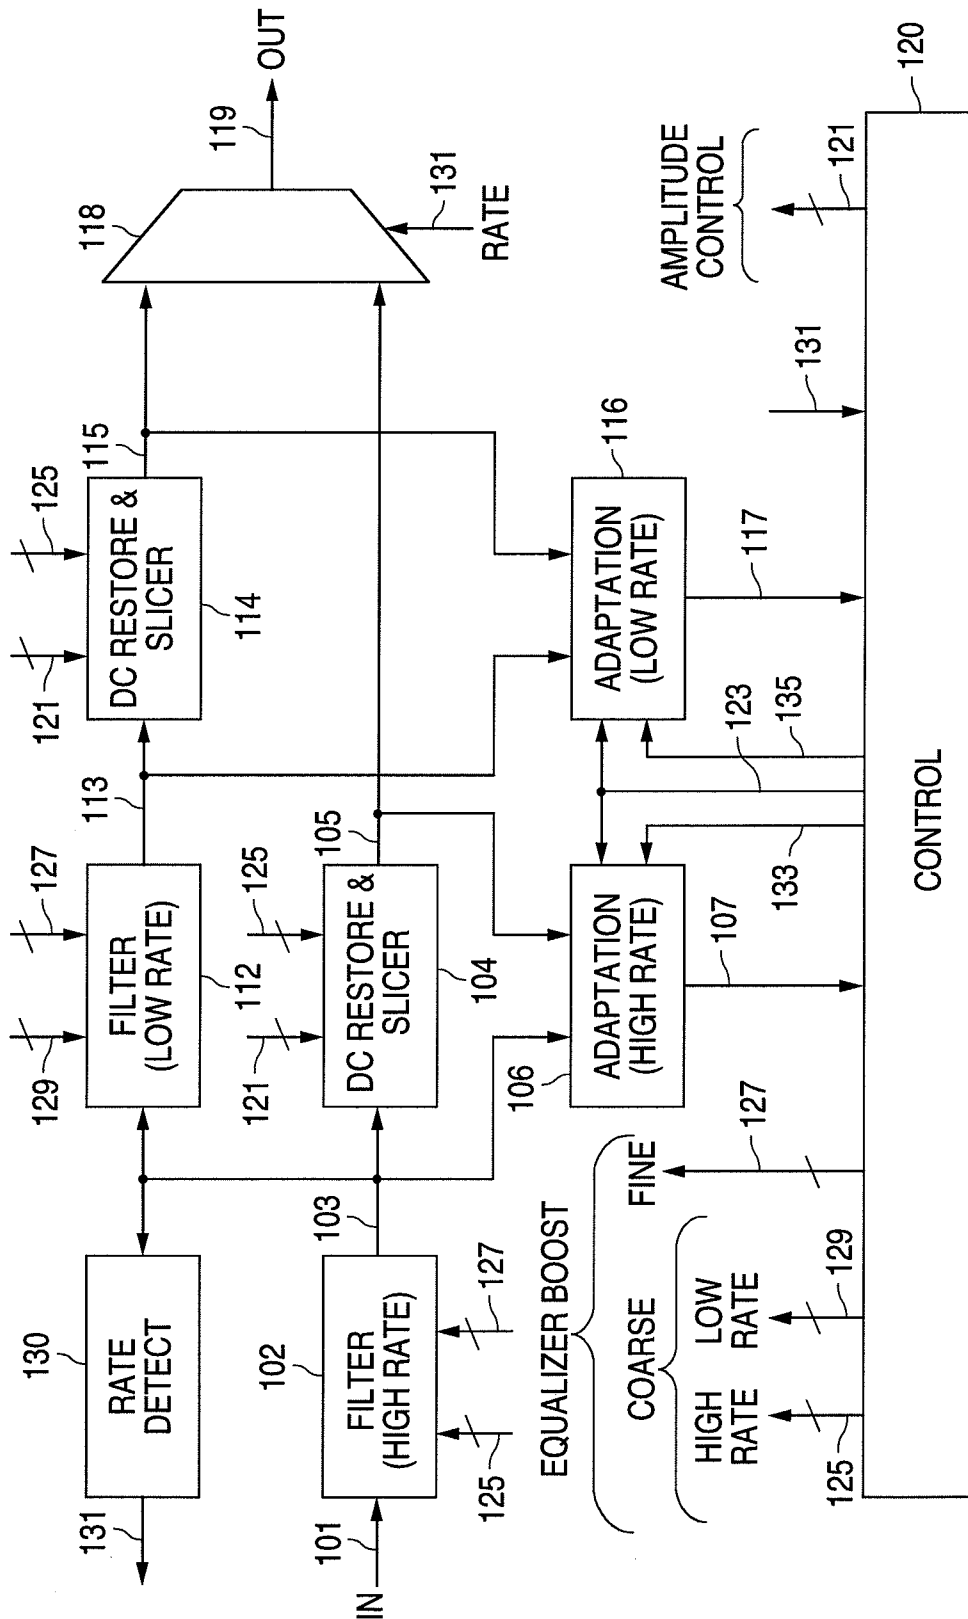 131
130
RATE
DETECT
IN
101
102
FILTER
(HIGH RATE)
125
127
103
129
127
FILTER
(LOW RATE)
112
113
121
125
DC RESTORE &
SLICER
104
105
121
125
DC RESTORE &
SLICER
114
115
118
119
OUT
131
RATE
106
ADAPTATION
(HIGH RATE)
107
133
123
135
ADAPTATION
(LOW RATE)
116
117
EQUALIZER BOOST
COARSE
FINE
HIGH
RATE
LOW
RATE
125
129
127
131
AMPLITUDE
CONTROL
121
120
CONTROL